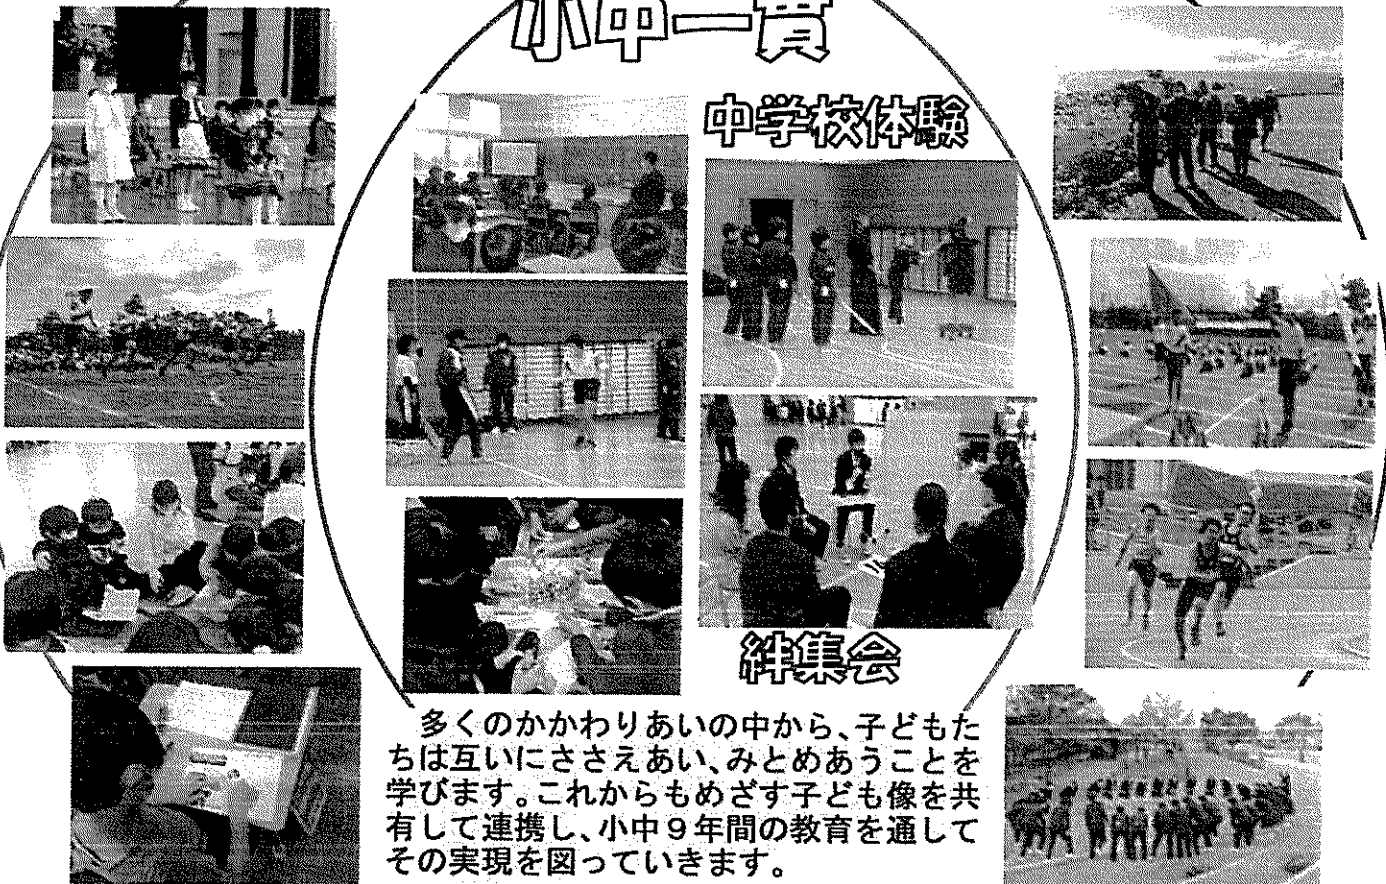 小中一貫
中学校体験
絆集会
多くのかかわりあいの中から、子どもた
ちは互いにささえあい、みとめあうことを
学びます。これからもめざす子ども像を共
有して連携し、小中９年間の教育を通して
その実現を図っていきます。